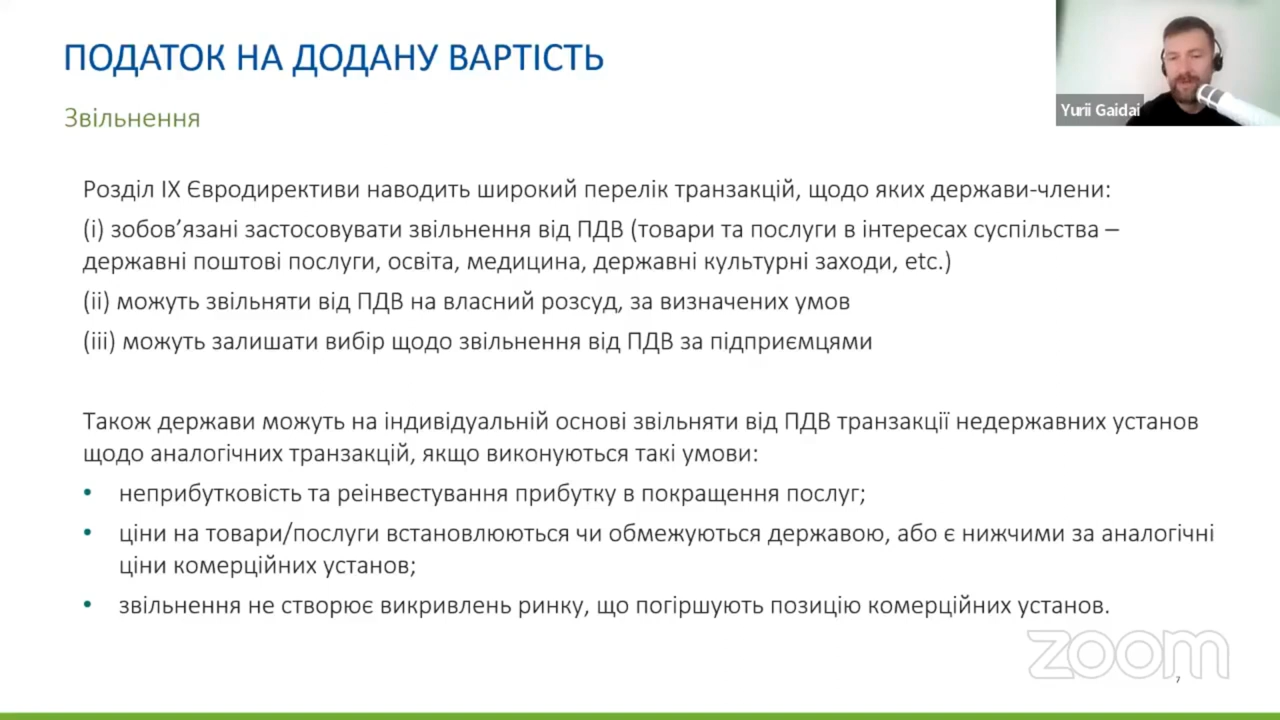 ПОДАТОК НА ДОДАНУ ВАРТІСТЬ
Звільнення
Yurii Gaidai
Розділ IX Євродирективи наводить широкий перелік транзакцій, щодо яких держави-члени:
(i) зобов’язані застосовувати звільнення від ПДВ (товари та послуги в інтересах суспільства –
державні поштові послуги, освіта, медицина, державні культурні заходи, etc.)
(ii) можуть звільняти від ПДВ на власний розсуд, за визначених умов
(iii) можуть залишати вибір щодо звільнення від ПДВ за підприємцями
Також держави можуть на індивідуальній основі звільняти від ПДВ транзакції недержавних установ
щодо аналогічних транзакцій, якщо виконуються такі умови:
• неприбутковість та реінвестування прибутку в покращення послуг;
• ціни на товари/послуги встановлюються чи обмежуються державою, або є нижчими за аналогічні
ціни комерційних установ;
• звільнення не створює викривлень ринку, що погіршують позицію комерційних установ.
zoom
7